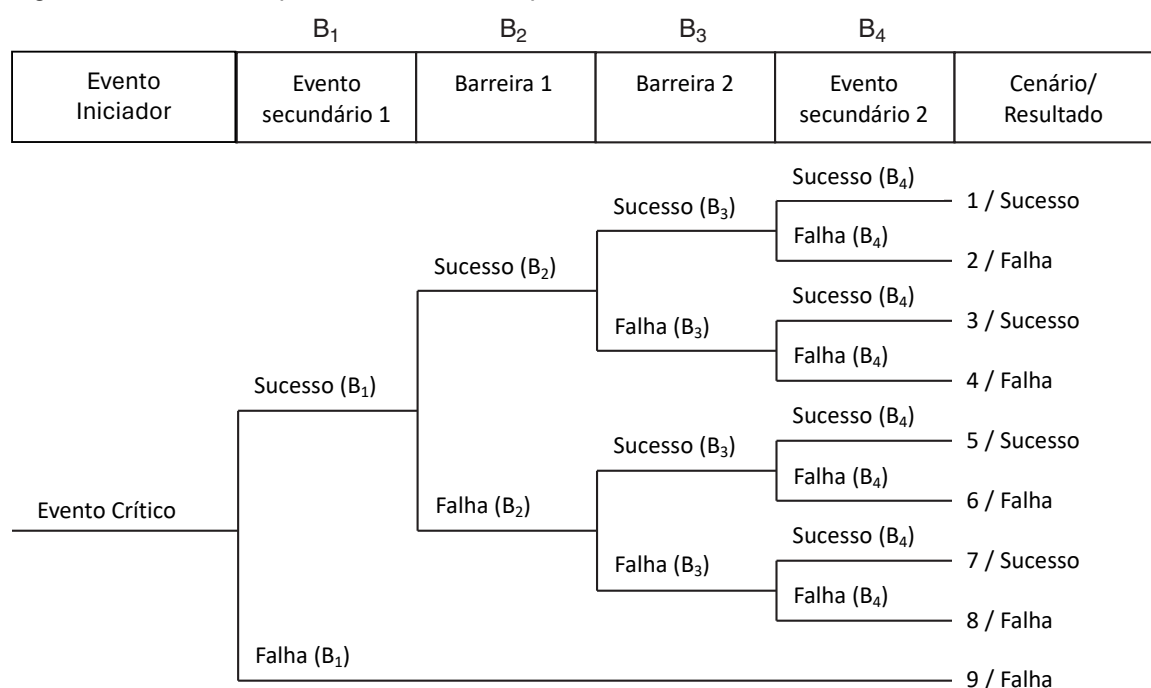 B₁ B₂ B₃ B₄
Evento Iniciador
Evento secundário 1
Barreira 1
Barreira 2
Evento secundário 2
Cenário/ Resultado
Sucesso (B₄)
1 / Sucesso
Sucesso (B₃)
Falha (B₄)
2 / Falha
Sucesso (B₂)
Sucesso (B₄)
3 / Sucesso
Falha (B₃)
Falha (B₄)
4 / Falha
Sucesso (B₁)
Sucesso (B₄)
5 / Sucesso
Sucesso (B₃)
Falha (B₄)
6 / Falha
Evento Crítico
Falha (B₂)
Sucesso (B₄)
7 / Sucesso
Falha (B₃)
Falha (B₄)
8 / Falha
Falha (B₁)
9 / Falha